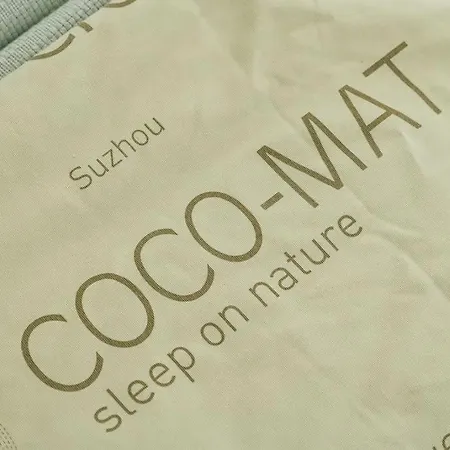 Suzhou
COCO-MAT
sleep on nature